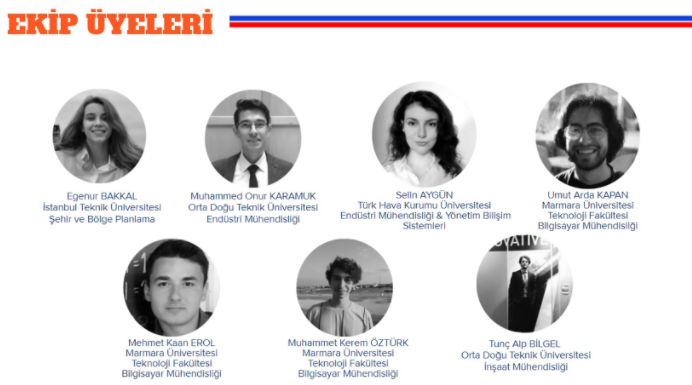 EKİP ÜYELERİ
Egenur BAKKAL
İstanbul Teknik Üniversitesi
Şehir ve Bölge Planlama
Muhammed Onur KARAMUK
Orta Doğu Teknik Üniversitesi
Endüstri Mühendisliği
Selin AYGÜN
Türk Hava Kurumu Üniversitesi
Endüstri Mühendisliği & Yönetim Bilişim
Sistemleri
Umut Arda KAPAN
Marmara Üniversitesi
Teknoloji Fakültesi
Bilgisayar Mühendisliği
Mehmet Kaan EROL
Marmara Üniversitesi
Teknoloji Fakültesi
Bilgisayar Mühendisliği
Muhammet Kerem ÖZTÜRK
Marmara Üniversitesi
Teknoloji Fakültesi
Bilgisayar Mühendisliği
OVATIVE
Tunç Alp BİLGEL
Orta Doğu Teknik Üniversitesi
İnşaat Mühendisliği